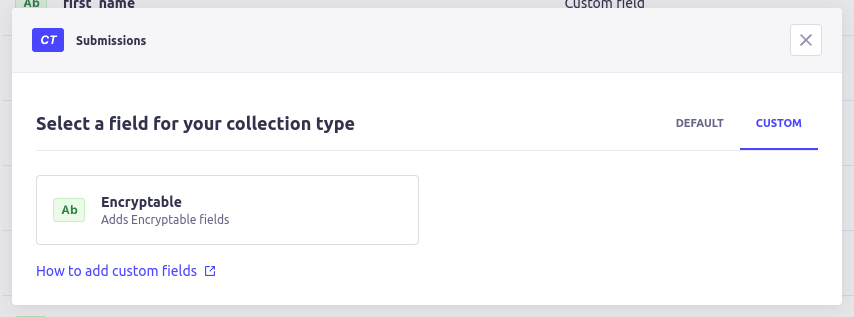 Ab first_name Custom field
CT Submissions
Select a field for your collection type
DEFAULT CUSTOM
Ab Encryptable
Adds Encryptable fields
How to add custom fields